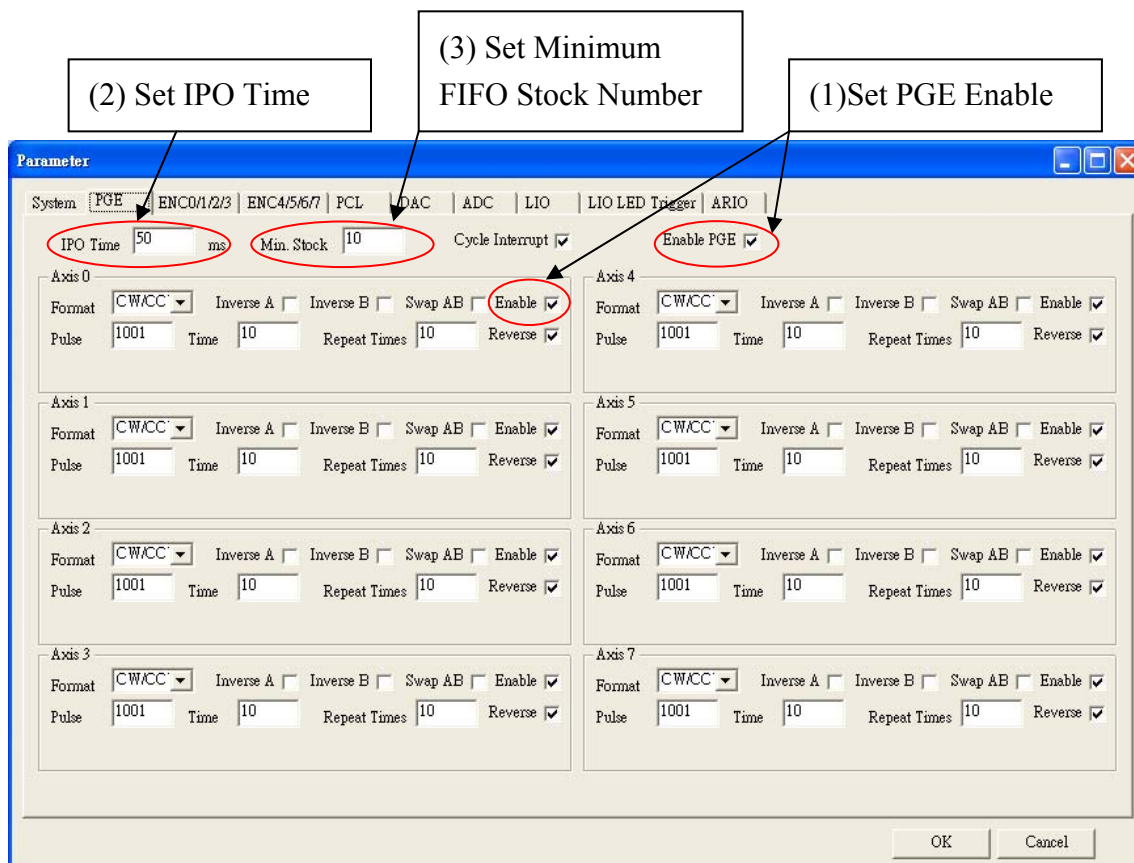 (3) Set Minimum
FIFO Stock Number
(2) Set IPO Time
(1)Set PGE Enable
Parameter
System PGE ENC0/1/2/3 ENC4/5/6/7 PCL DAC ADC LIO LIO LED Trigger ARIO
IPO Time 50 ms Min. Stock 10 Cycle Interrupt Enable PGE
Axis 0
Format CW/CC Inverse A Inverse B Swap AB Enable
Pulse 1001 Time 10 Repeat Times 10 Reverse
Axis 4
Format CW/CC Inverse A Inverse B Swap AB Enable
Pulse 1001 Time 10 Repeat Times 10 Reverse
Axis 1
Format CW/CC Inverse A Inverse B Swap AB Enable
Pulse 1001 Time 10 Repeat Times 10 Reverse
Axis 5
Format CW/CC Inverse A Inverse B Swap AB Enable
Pulse 1001 Time 10 Repeat Times 10 Reverse
Axis 2
Format CW/CC Inverse A Inverse B Swap AB Enable
Pulse 1001 Time 10 Repeat Times 10 Reverse
Axis 6
Format CW/CC Inverse A Inverse B Swap AB Enable
Pulse 1001 Time 10 Repeat Times 10 Reverse
Axis 3
Format CW/CC Inverse A Inverse B Swap AB Enable
Pulse 1001 Time 10 Repeat Times 10 Reverse
Axis 7
Format CW/CC Inverse A Inverse B Swap AB Enable
Pulse 1001 Time 10 Repeat Times 10 Reverse
OK Cancel